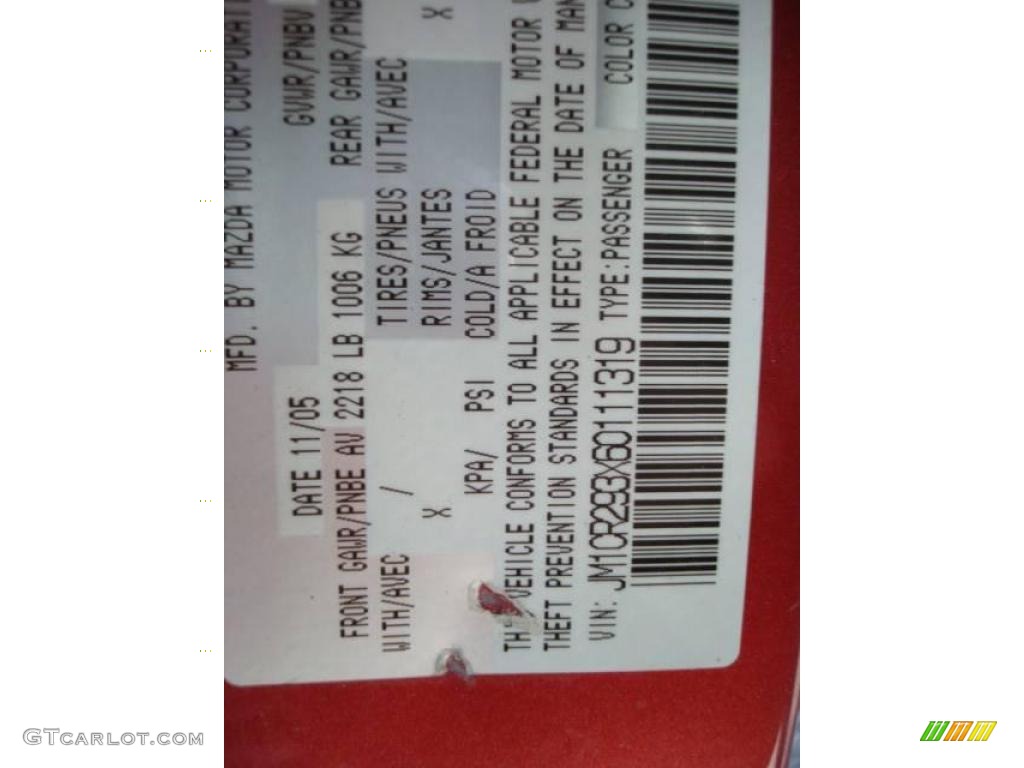 MFD. BY MAZDA MOTOR CORPORATI
DATE 11/05
GVWR/PNBV
FRONT GAWR/PNBE AV 2218 LB 1006 KG
REAR GAWR/PNB
WITH/AVEC /
TIRES/PNEUS WITH/AVEC
X
RIMS/JANTES
X
KPA/ PSI
COLD/A FROID
VEHICLE CONFORMS TO ALL APPLICABLE FEDERAL MOTOR
THEFT PREVENTION STANDARDS IN EFFECT ON THE DATE OF MAN
VIN: JM1CR293X60111319 TYPE:PASSENGER
COLOR C
GTCARLOT.COM